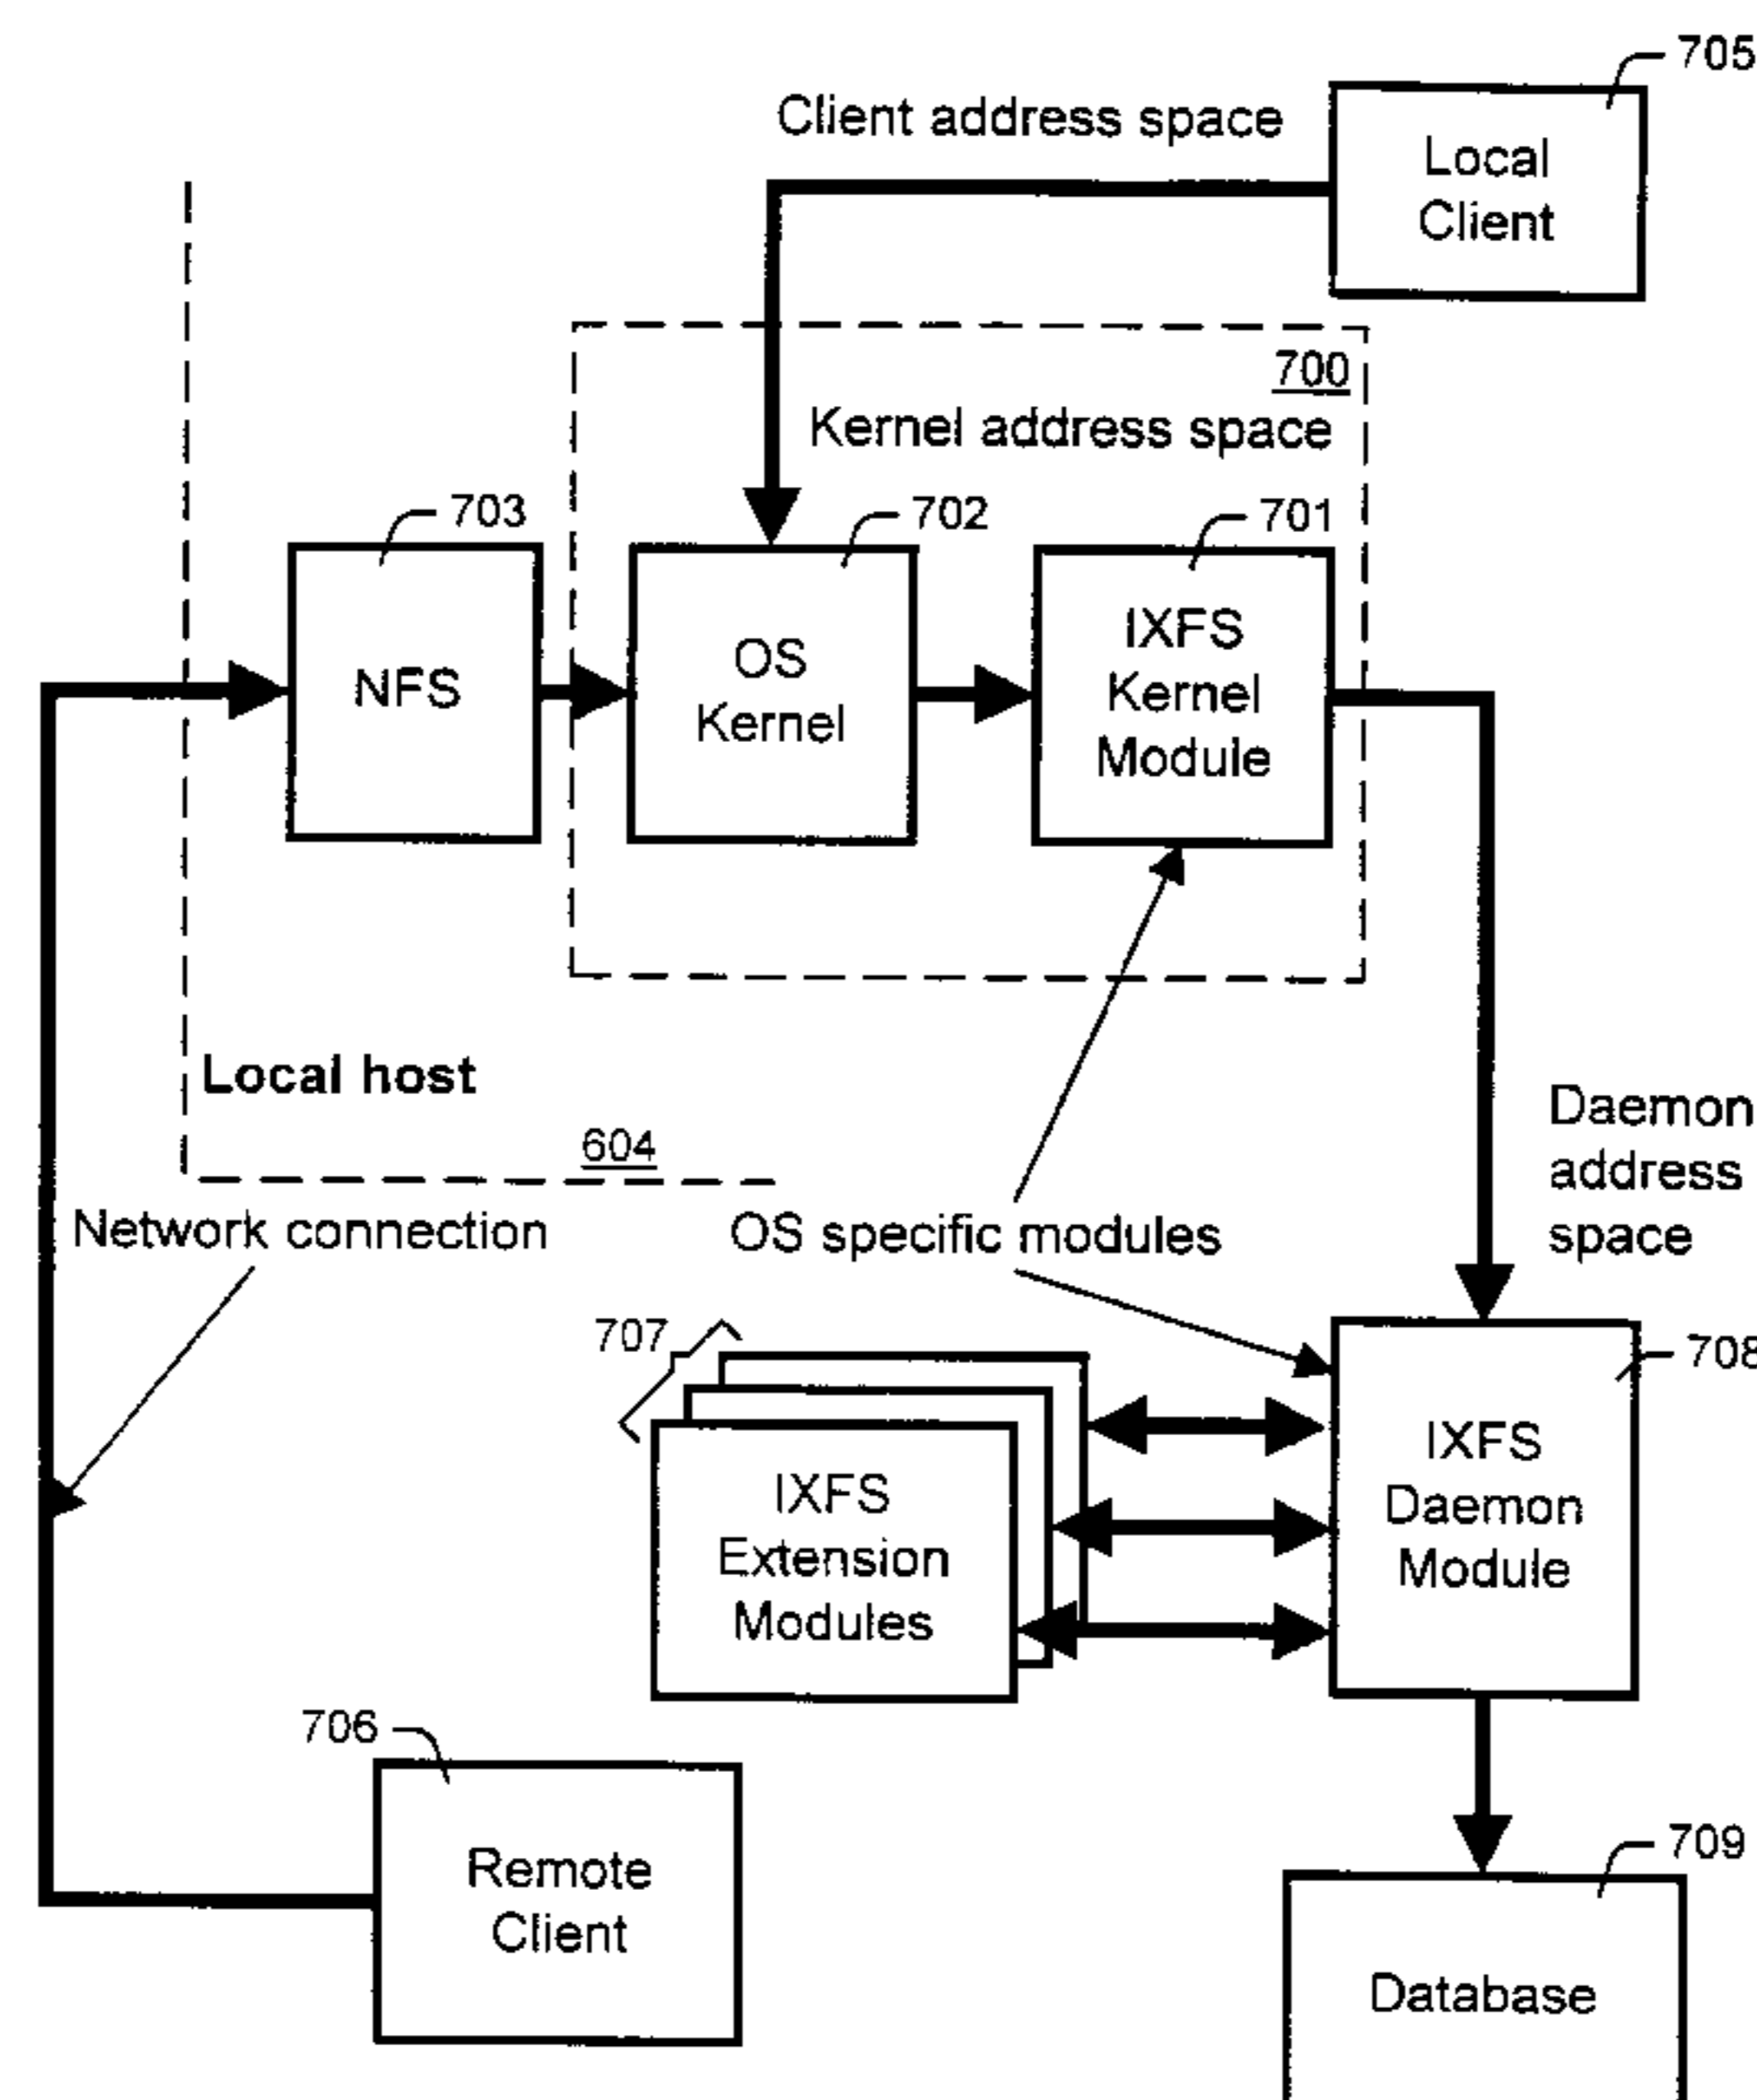 705
Client address space
Local
Client
700
Kernel address space
703
702
701
NFS
OS
Kernel
IXFS
Kernel
Module
Local host
604
Daemon
address
space
Network connection
OS specific modules
707
708
IXFS
Extension
Modules
IXFS
Daemon
Module
706
Remote
Client
709
Database